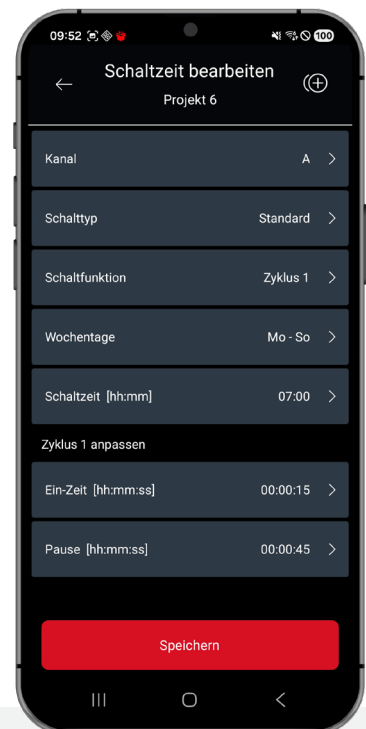 09:52
100
Schaltzeit bearbeiten
Projekt 6
Kanal A
Schalttyp Standard
Schaltfunktion Zyklus 1
Wochentage Mo - So
Schaltzeit [hh:mm] 07:00
Zyklus 1 anpassen
Ein-Zeit [hh:mm:ss] 00:00:15
Pause [hh:mm:ss] 00:00:45
Speichern